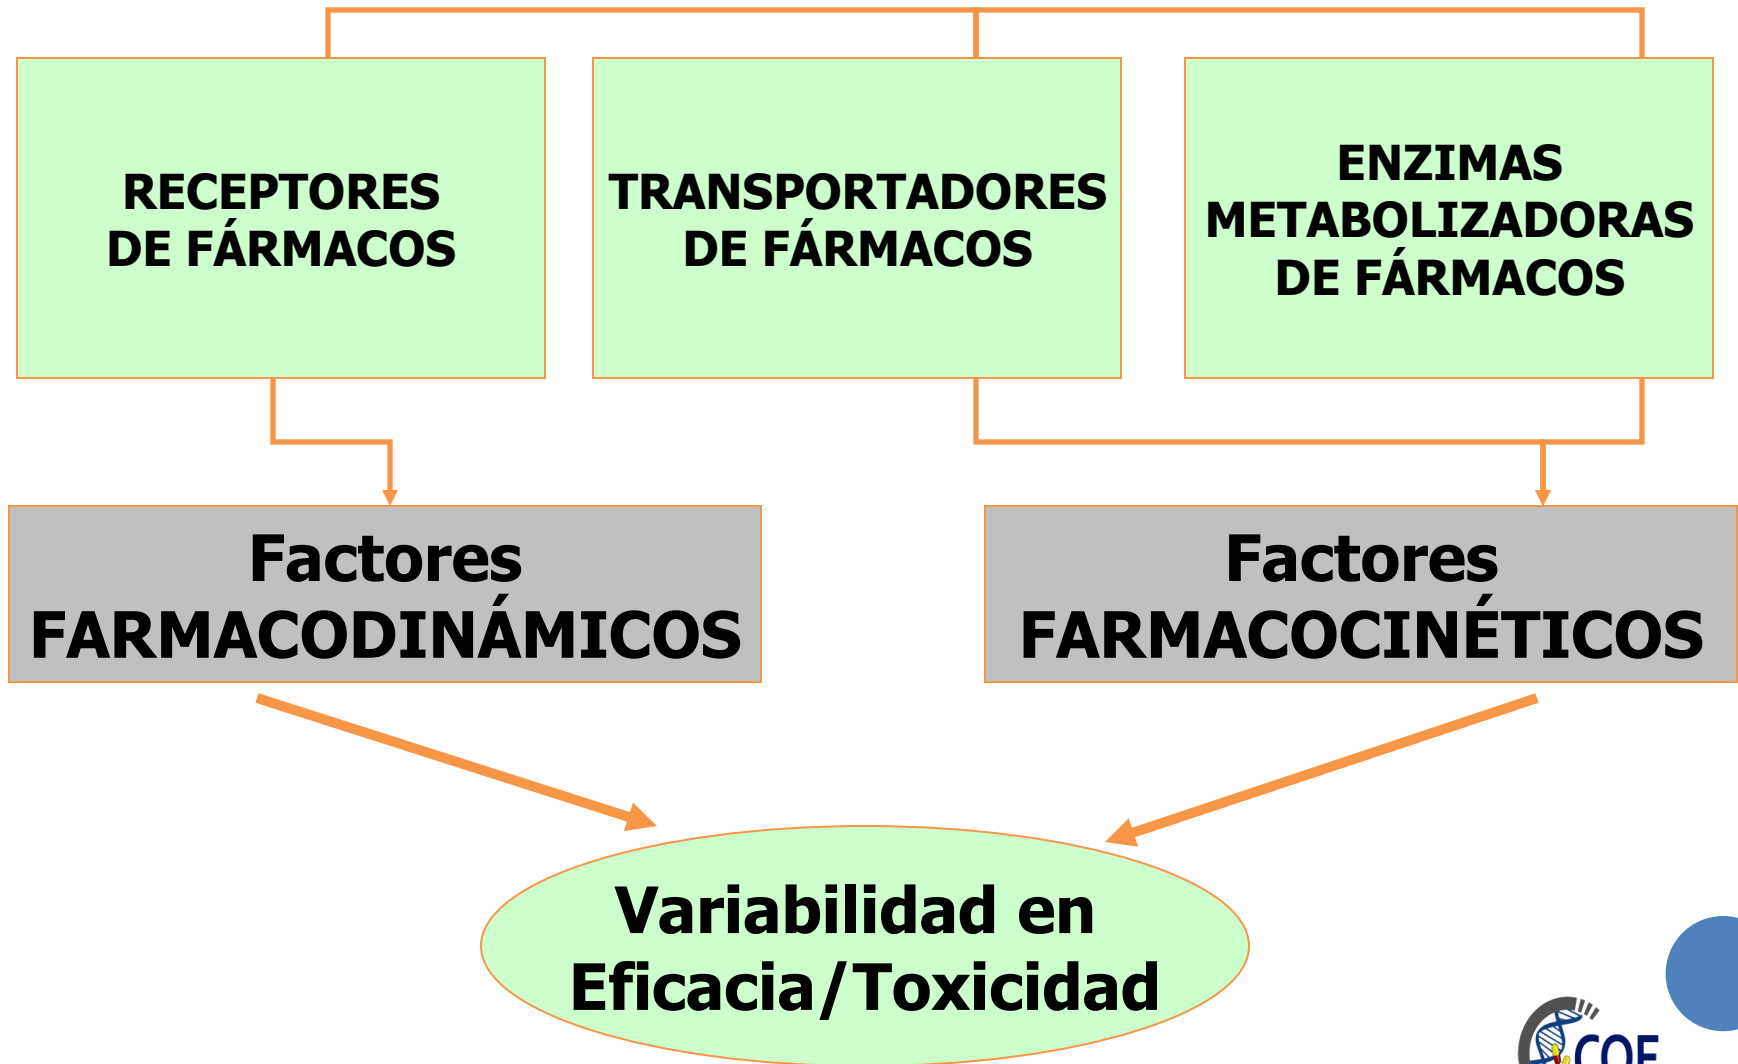 RECEPTORES
DE FÁRMACOS
TRANSPORTADORES
DE FÁRMACOS
ENZIMAS
METABOLIZADORAS
DE FÁRMACOS
Factores
FARMACODINÁMICOS
Factores
FARMACOCINÉTICOS
Variabilidad en
Eficacia/Toxicidad